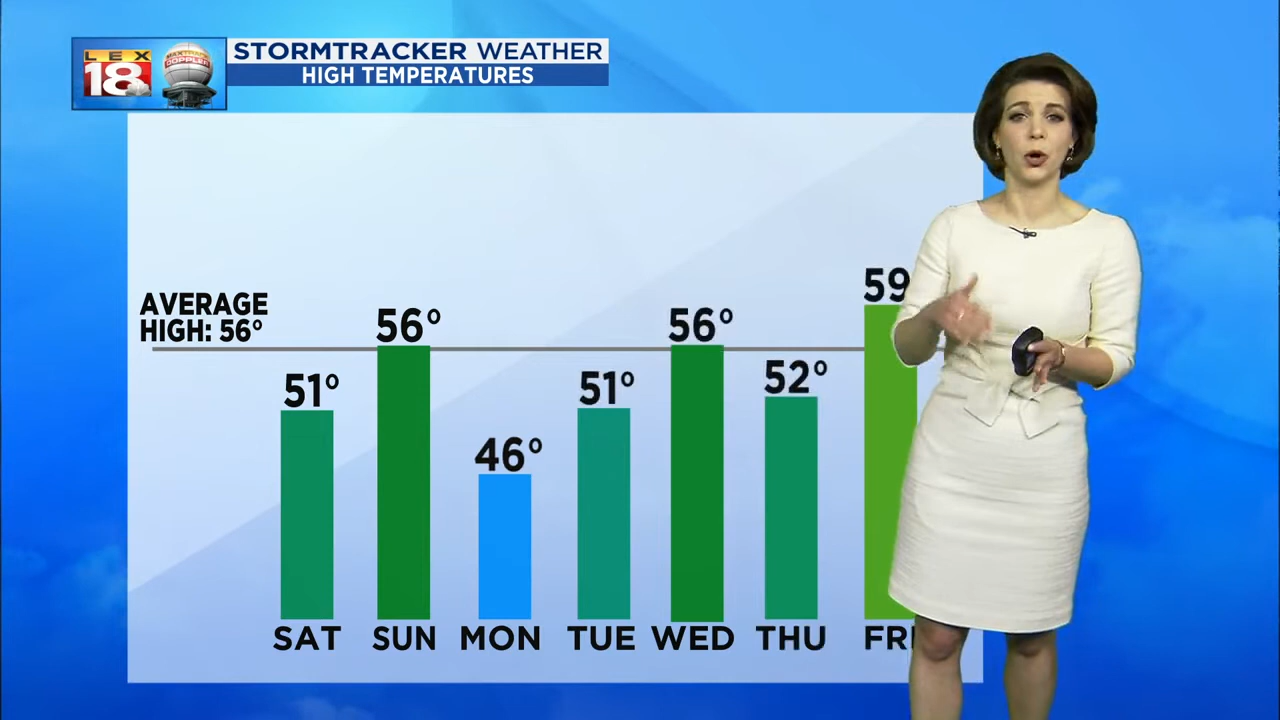 LEX
18
STORMTRACKER WEATHER
HIGH TEMPERATURES
AVERAGE
HIGH: 56°
51°
56°
46°
51°
56°
52°
59
SAT
SUN
MON
TUE
WED
THU
FRI